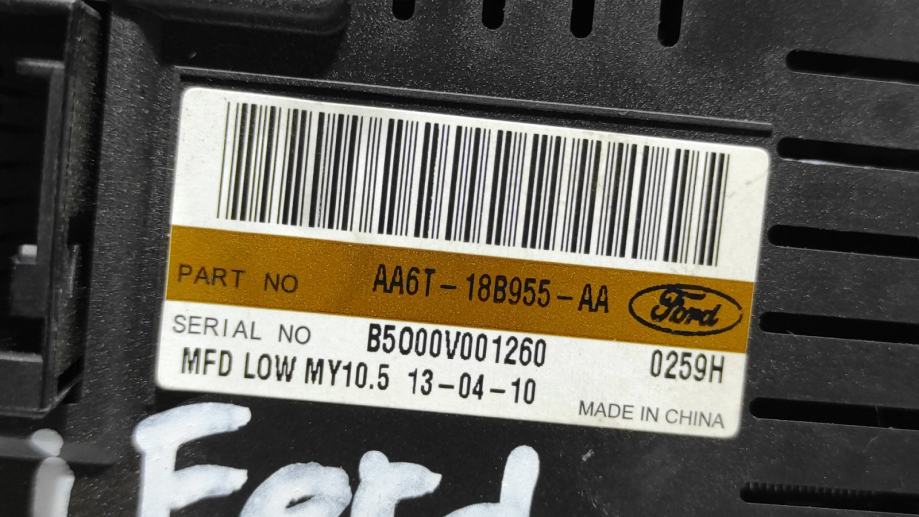 PART NO AA6T-18B955-AA Ford
SERIAL NO B5000V001260 0259H
MFD LOW MY10.5 13-04-10
MADE IN CHINA
Ford